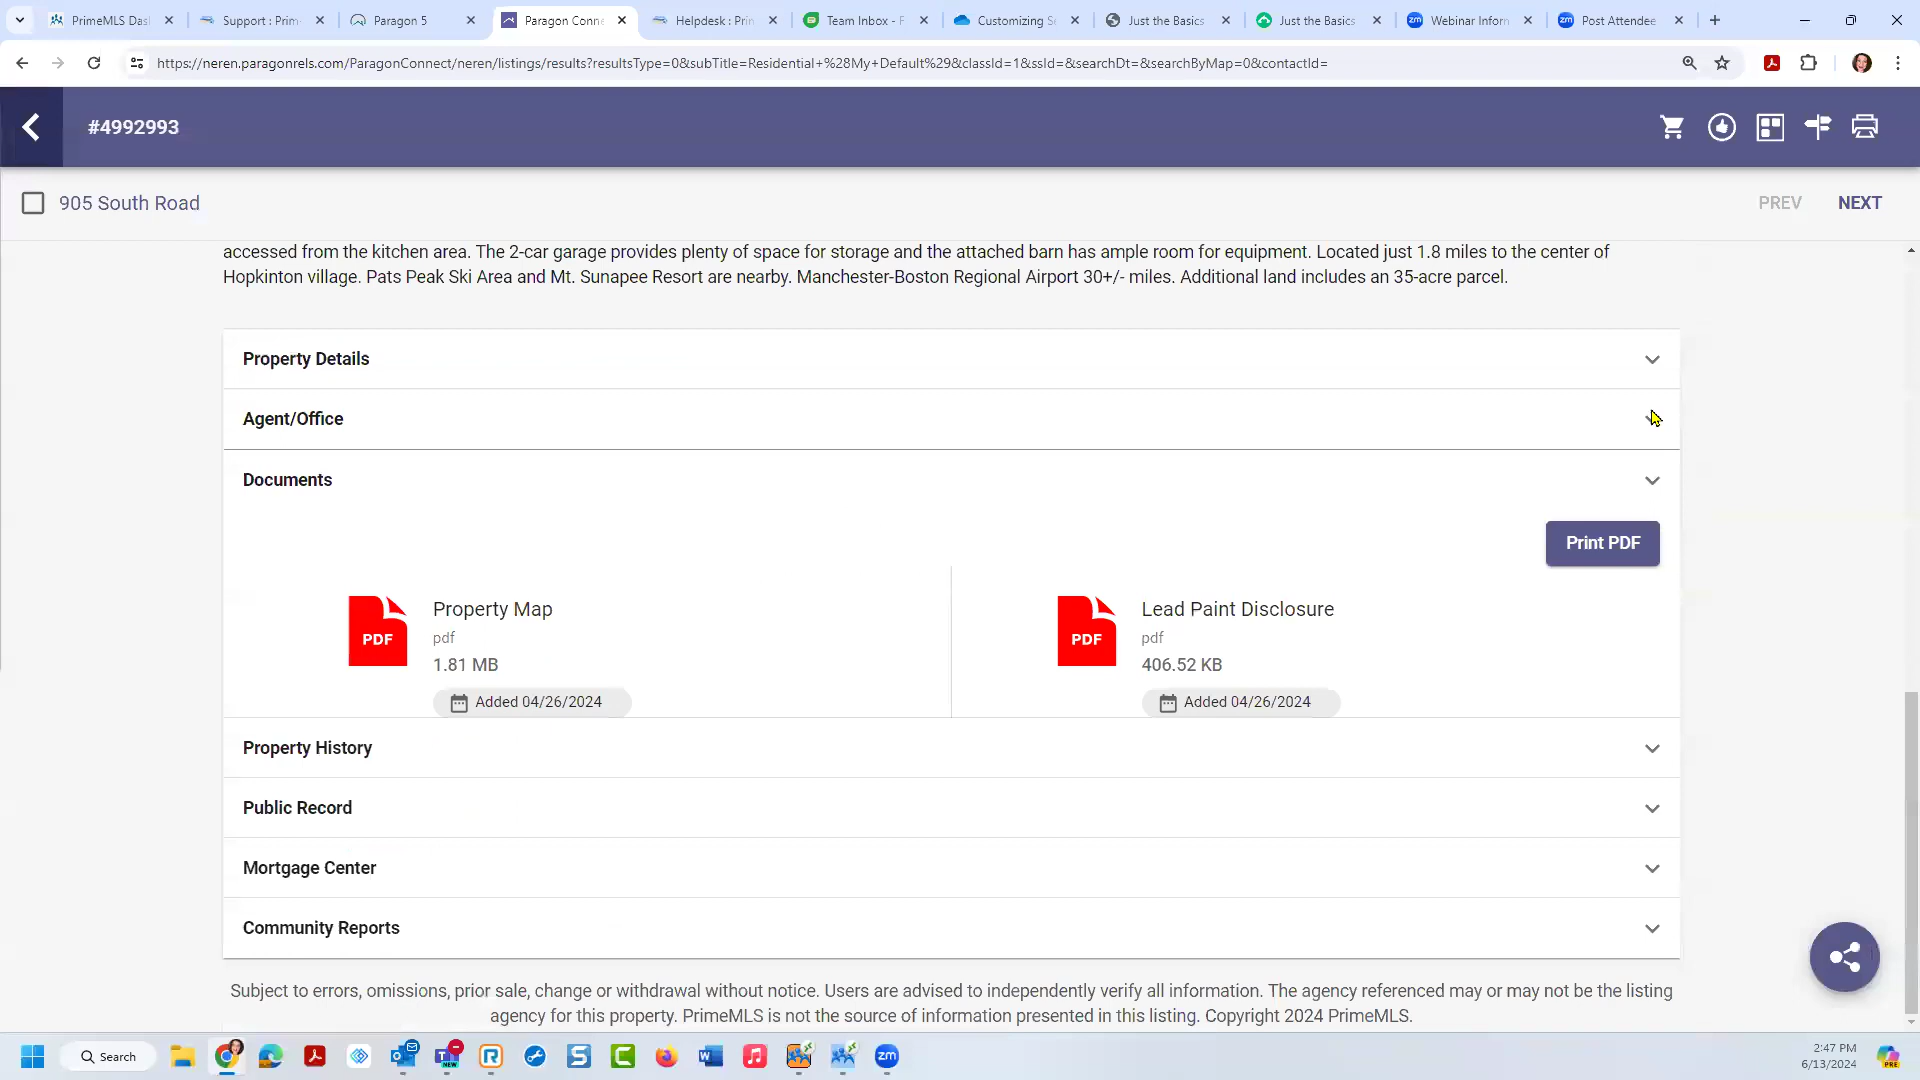 PrimeMLS Das
Support : Prim
Paragon 5
Paragon Conne
Helpdesk : Pri
Team Inbox - F
Customizing Se
Just the Basics
Just the Basics
Webinar Inform
Post Attendee
https://neren.paragonrels.com/ParagonConnect/neren/listings/results?resultsType=0&subTitle=Residential+%28My+Default%29&classId=1&ssId=&searchDt=&searchByMap=0&contactId=
#4992993
905 South Road
PREV
NEXT
accessed from the kitchen area. The 2-car garage provides plenty of space for storage and the attached barn has ample room for equipment. Located just 1.8 miles to the center of
Hopkinton village. Pats Peak Ski Area and Mt. Sunapee Resort are nearby. Manchester-Boston Regional Airport 30+/- miles. Additional land includes an 35-acre parcel.
Property Details
Agent/Office
Documents
Print PDF
PDF
Property Map
pdf
1.81 MB
Added 04/26/2024
PDF
Lead Paint Disclosure
pdf
406.52 KB
Added 04/26/2024
Property History
Public Record
Mortgage Center
Community Reports
Subject to errors, omissions, prior sale, change or withdrawal without notice. Users are advised to independently verify all information. The agency referenced may or may not be the listing
agency for this property. PrimeMLS is not the source of information presented in this listing. Copyright 2024 PrimeMLS.
Search
NEW
zm
2:47 PM
6/13/2024
PRE